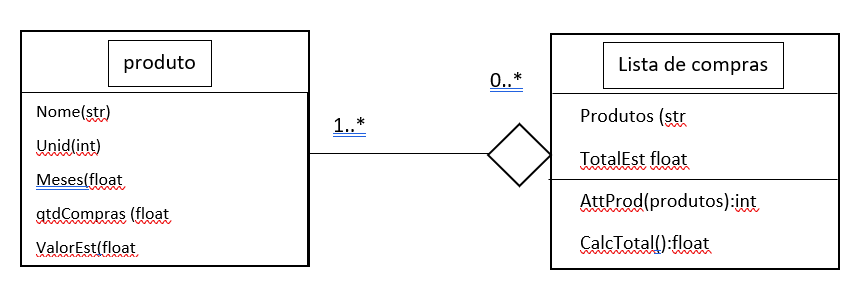 produto
Nome(str)
Unid(int)
Meses(float
qtdCompras (float
ValorEst(float
1..*
0..*
Lista de compras
Produtos (str
TotalEst float
AttProd(produtos):int
CalcTotal():float